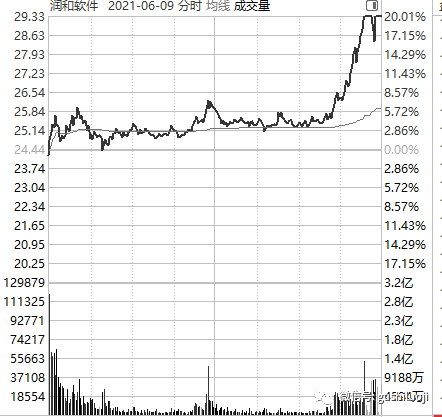 润和软件 2021-06-09 分时 均线 成交量
29.33 20.01%
28.63 17.15%
27.93 14.29%
27.23 11.43%
26.54 8.57%
25.84 5.72%
25.14 2.86%
24.44 0.00%
23.74 2.86%
23.04 5.72%
22.34 8.57%
21.65 11.43%
20.95 14.29%
20.25 17.15%
129879 3.2亿
111325 2.8亿
92771 2.3亿
74217 1.8亿
55663 1.4亿
37108 9188万
18554
微信号